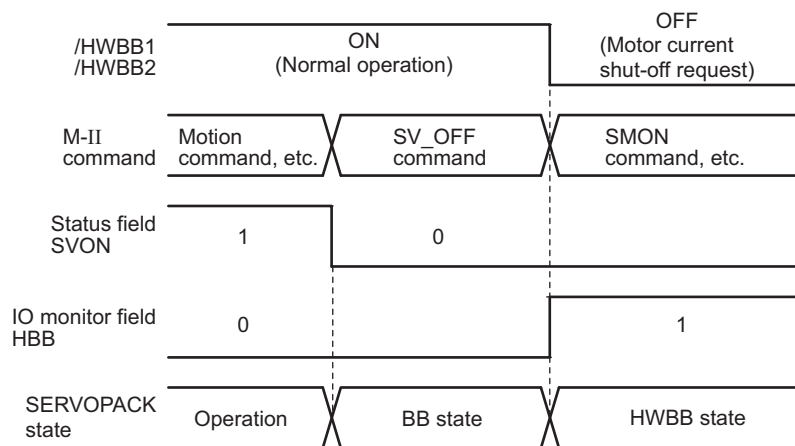 /HWBB1
/HWBB2
ON
(Normal operation)
OFF
(Motor current
shut-off request)
M-II
command
Motion
command, etc.
SV_OFF
command
SMON
command, etc.
Status field
SVON
1
0
IO monitor field
HBB
0
1
SERVOPACK
state
Operation
BB state
HWBB state